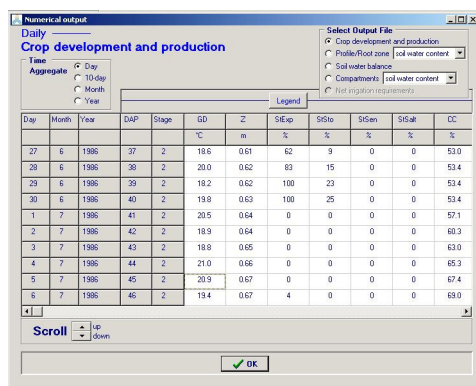 Numerical output
Daily
Crop development and production
Time
Aggregate
Day
10-day
Month
Year
Select Output File
Crop development and production
Profile/Root zone soil water content
Soil water balance
Compartments soil water content
Net irrigation requirements
Legend
Day Month Year DAP Stage GD Z StExp StSto StSen StSalt CC
°C m % % % % %
27 6 1986 37 2 18.6 0.61 62 9 0 0 53.0
28 6 1986 38 2 20.0 0.62 83 15 0 0 53.4
29 6 1986 39 2 18.2 0.62 100 23 0 0 53.4
30 6 1986 40 2 19.8 0.63 100 25 0 0 53.4
1 7 1986 41 2 20.5 0.64 0 0 0 0 57.1
2 7 1986 42 2 18.9 0.64 0 0 0 0 60.3
3 7 1986 43 2 18.8 0.65 0 0 0 0 63.0
4 7 1986 44 2 21.0 0.66 0 0 0 0 65.3
5 7 1986 45 2 20.9 0.67 0 0 0 0 67.4
6 7 1986 46 2 19.4 0.67 4 0 0 0 69.0
Scroll up
down
OK